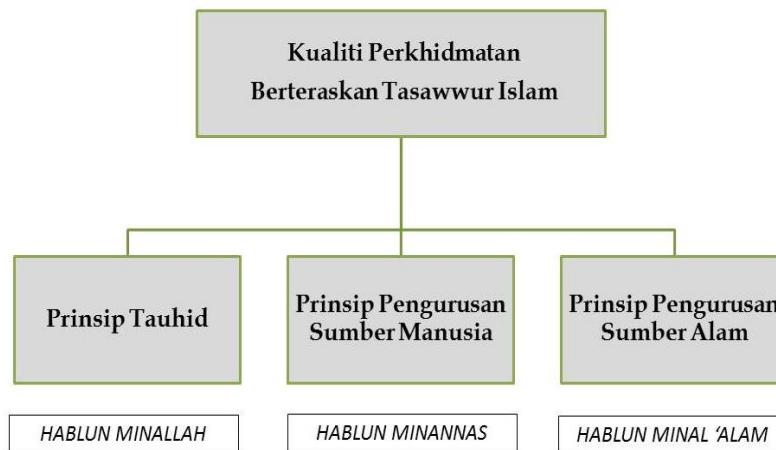 Kualiti Perkhidmatan
Berteraskan Tasawwur Islam
Prinsip Tauhid
Prinsip Pengurusan
Sumber Manusia
Prinsip Pengurusan
Sumber Alam
HABLUN MINALLAH
HABLUN MINANNAS
HABLUN MINAL ‘ALAM